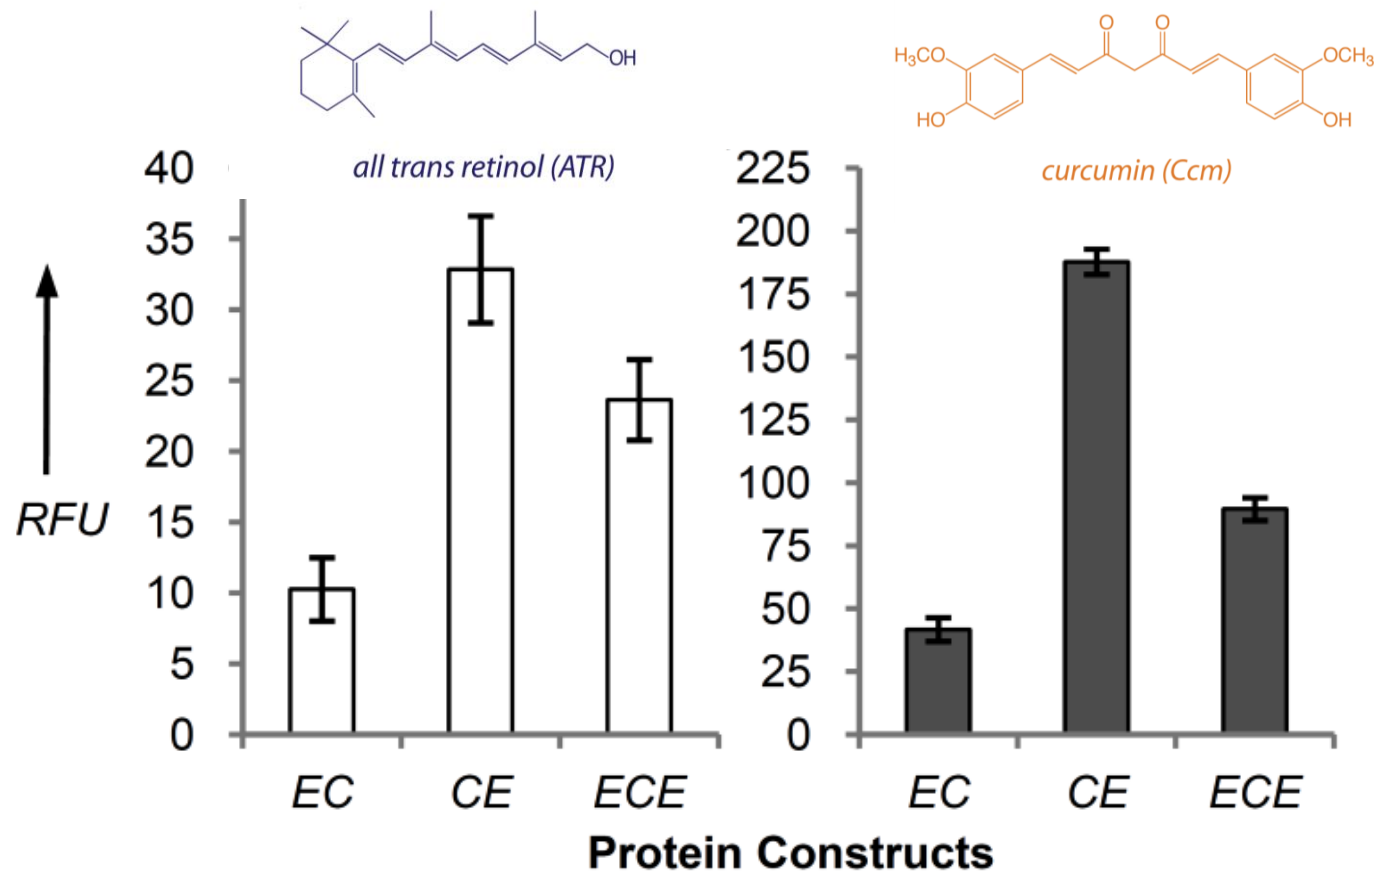 OH
all trans retinol (ATR)
O O
H3CO OCH3
HO OH
curcumin (Ccm)
40
35
30
25
20
15
10
5
0
RFU
EC CE ECE
225
200
175
150
125
100
75
50
25
0
EC CE ECE
Protein Constructs